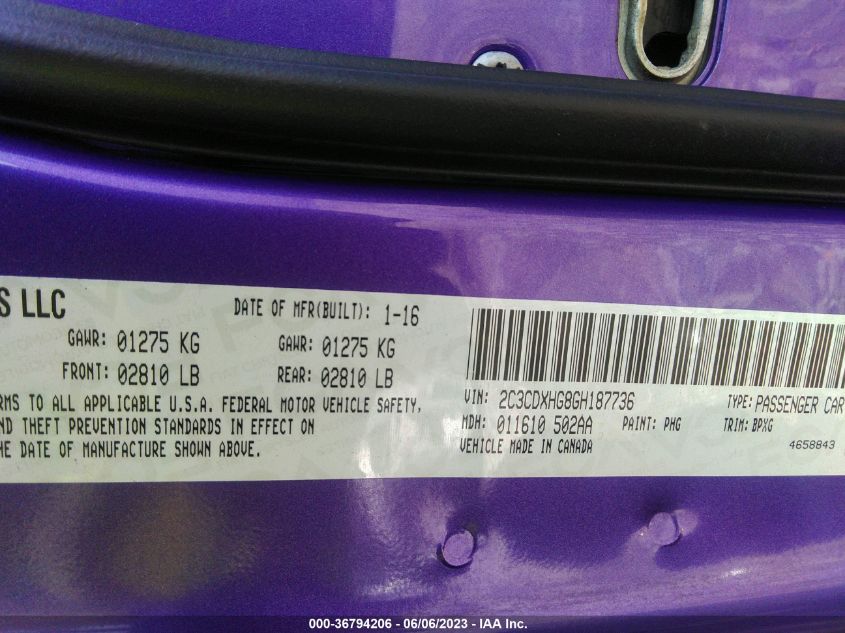 S LLC
DATE OF MFR(BUILT): 1-16
GAWR: 01275 KG GAWR: 01275 KG
FRONT: 02810 LB REAR: 02810 LB
RMS TO ALL APPLICABLE U.S.A. FEDERAL MOTOR VEHICLE SAFETY,
ND THEFT PREVENTION STANDARDS IN EFFECT ON
HE DATE OF MANUFACTURE SHOWN ABOVE.
VIN: 2C3CDXHG8GH187736 TYPE: PASSENGER CAR
MDH: 011610 502AA PAINT: PHG TRIM: BPXG
VEHICLE MADE IN CANADA 4658843
000-36794206 - 06/06/2023 - IAA Inc.